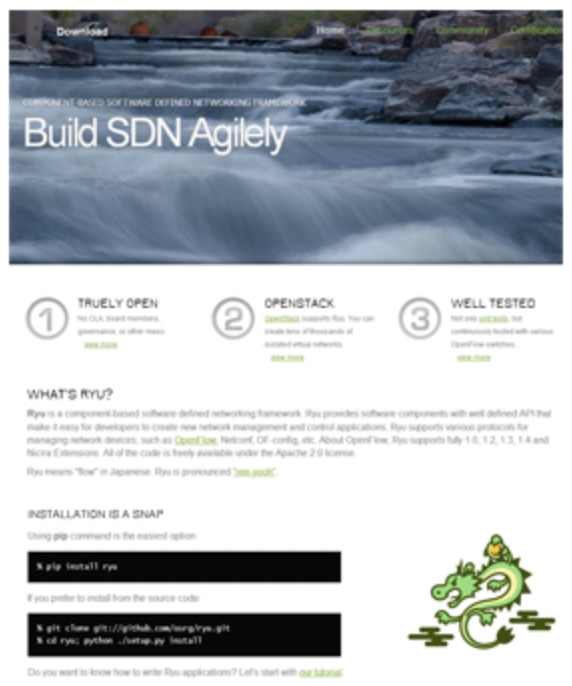 Download Home Resources Community Certification
COMPONENT-BASED SOFTWARE DEFINED NETWORKING FRAMEWORK
Build SDN Agilely
1 TRUELY OPEN
No CLA, board members,
governance, or other mess.
view more
2 OPENSTACK
OpenStack supports Ryu. You can
create tens of thousands of
isolated virtual networks.
view more
3 WELL TESTED
Not only unit tests, but
continuously tested with various
OpenFlow switches.
view more
WHAT'S RYU?
Ryu is a component-based software defined networking framework. Ryu provides software components with well defined API that
make it easy for developers to create new network management and control applications. Ryu supports various protocols for
managing network devices, such as OpenFlow, Netconf, OF-config, etc. About OpenFlow, Ryu supports fully 1.0, 1.2, 1.3, 1.4 and
Nicira Extensions. All of the code is freely available under the Apache 2.0 license.
Ryu means "flow" in Japanese. Ryu is pronounced "ree-yooh".
INSTALLATION IS A SNAP
Using pip command is the easiest option:
% pip install ryu
If you prefer to install from the source code:
% git clone git://github.com/osrg/ryu.git
% cd ryu; python ./setup.py install
Do you want to know how to write Ryu applications? Let's start with our tutorial.